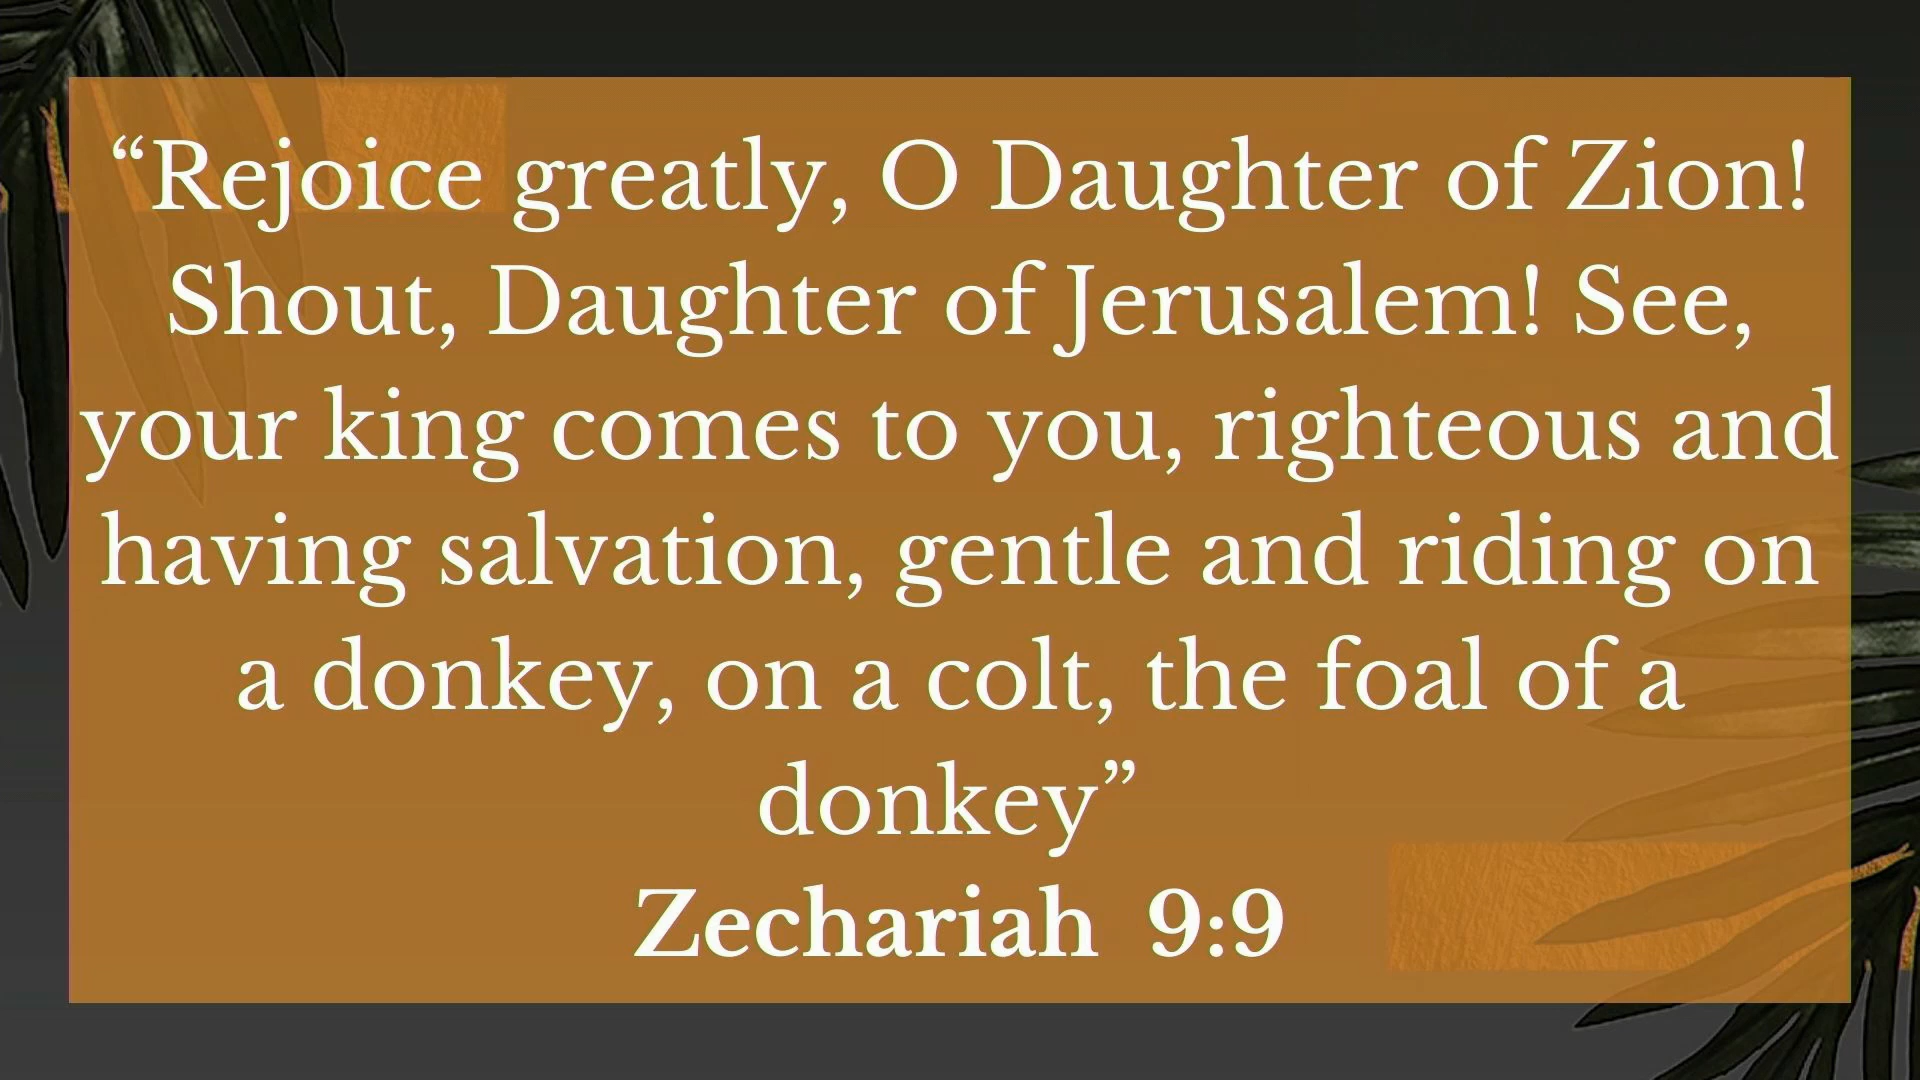 “Rejoice greatly, O Daughter of Zion!
Shout, Daughter of Jerusalem! See,
your king comes to you, righteous and
having salvation, gentle and riding on
a donkey, on a colt, the foal of a
donkey”
Zechariah  9:9